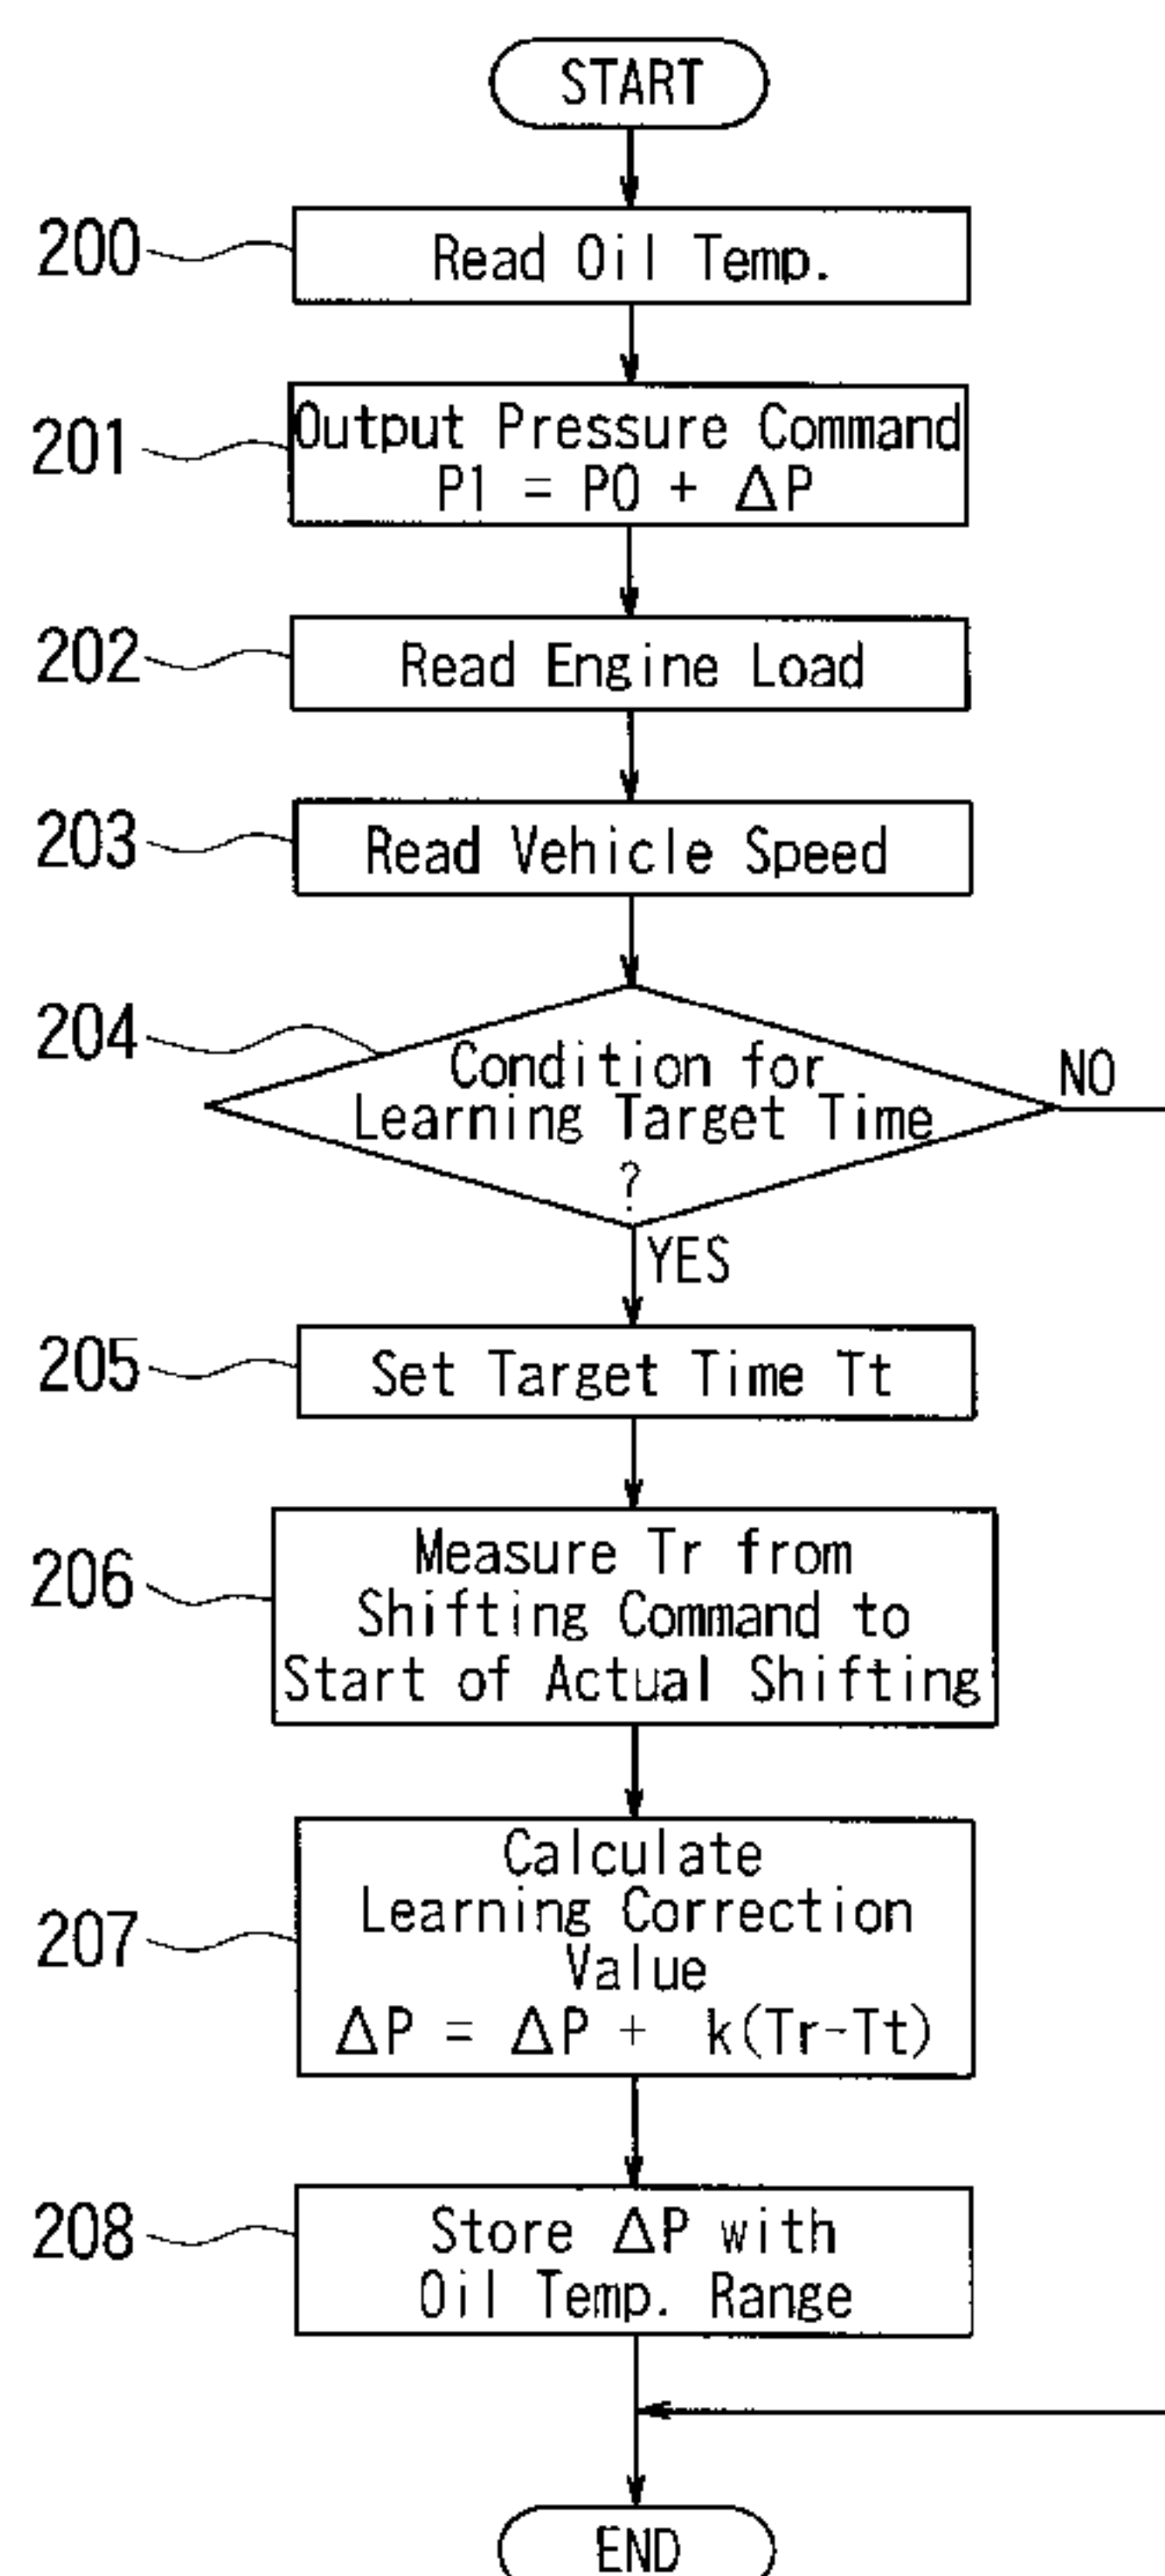 START
200
Read Oil Temp.
201
Output Pressure Command
P1 = P0 + ΔP
202
Read Engine Load
203
Read Vehicle Speed
204
Condition for
Learning Target Time
?
NO
YES
205
Set Target Time Tt
206
Measure Tr from
Shifting Command to
Start of Actual Shifting
207
Calculate
Learning Correction
Value
ΔP = ΔP + k(Tr-Tt)
208
Store ΔP with
Oil Temp. Range
END